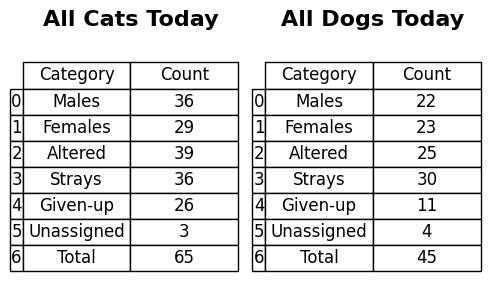 All Cats Today
Category Count
0 Males 36
1 Females 29
2 Altered 39
3 Strays 36
4 Given-up 26
5 Unassigned 3
6 Total 65
All Dogs Today
Category Count
0 Males 22
1 Females 23
2 Altered 25
3 Strays 30
4 Given-up 11
5 Unassigned 4
6 Total 45